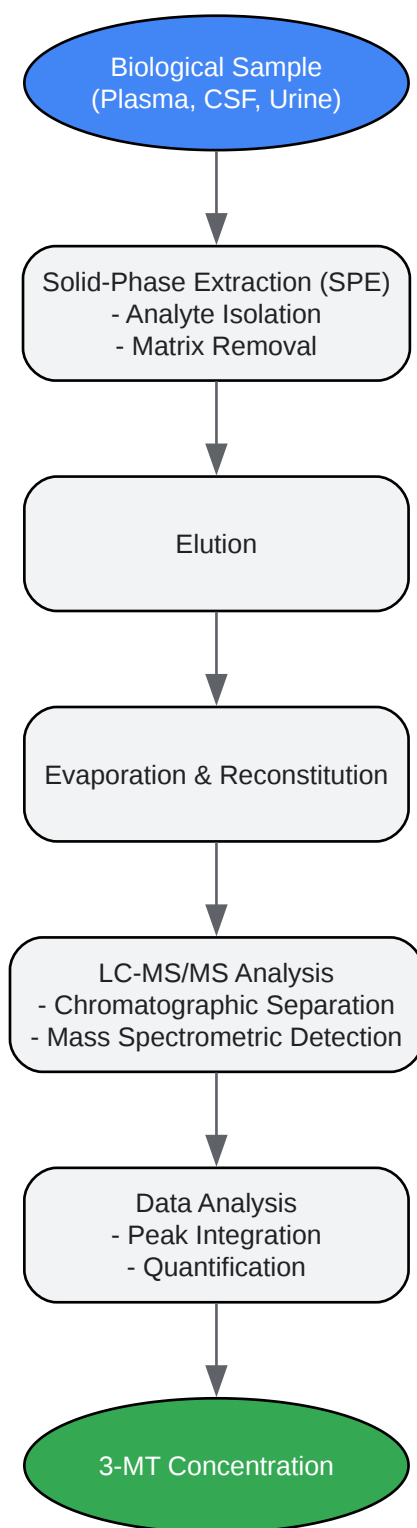 Biological Sample
(Plasma, CSF, Urine)
Solid-Phase Extraction (SPE)
- Analyte Isolation
- Matrix Removal
Elution
Evaporation & Reconstitution
LC-MS/MS Analysis
- Chromatographic Separation
- Mass Spectrometric Detection
Data Analysis
- Peak Integration
- Quantification
3-MT Concentration